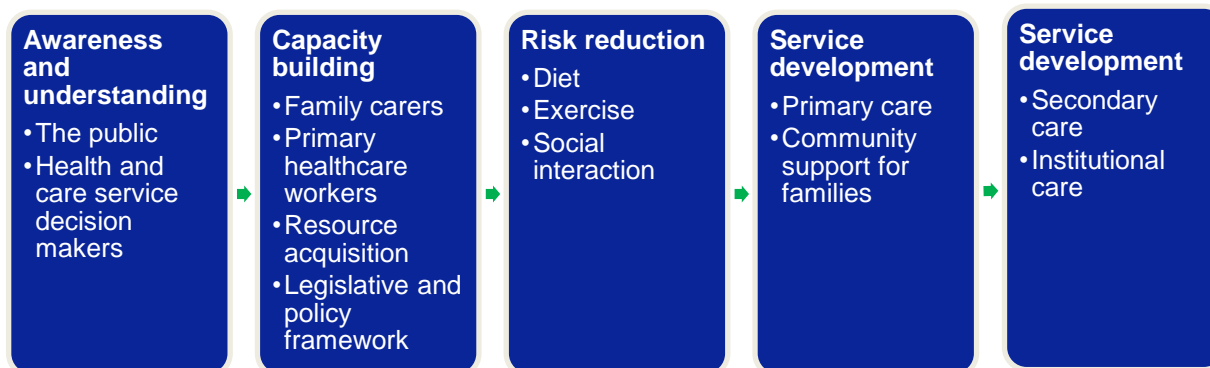 Awareness
and
understanding
•The public
•Health and
care service
decision
makers
Capacity
building
•Family carers
•Primary
healthcare
workers
•Resource
acquisition
•Legislative and
policy
framework
Risk reduction
•Diet
•Exercise
•Social
interaction
Service
development
•Primary care
•Community
support for
families
Service
development
•Secondary
care
•Institutional
care